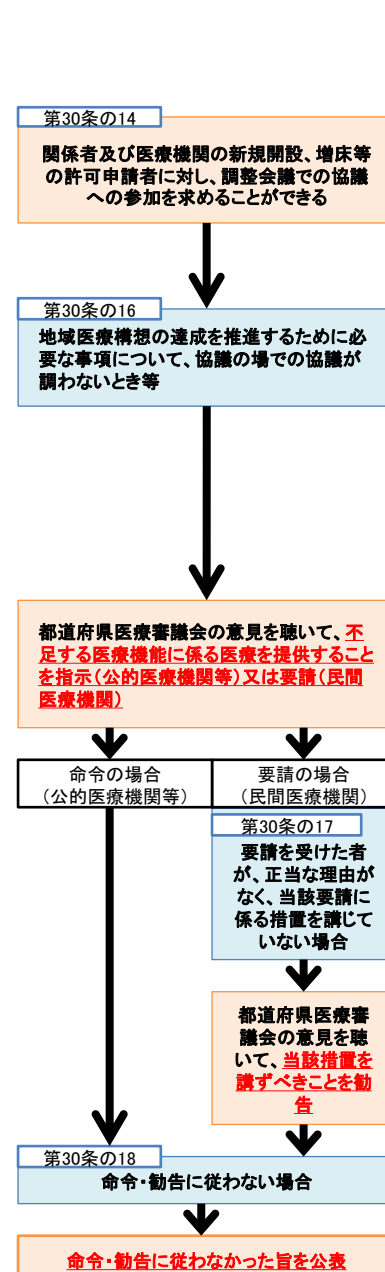 第30条の14
関係者及び医療機関の新規開設、増床等
の許可申請者に対し、調整会議での協議
への参加を求めることができる
第30条の16
地域医療構想の達成を推進するために必
要な事項について、協議の場での協議が
調わないとき等
都道府県医療審議会の意見を聴いて、不
足する医療機能に係る医療を提供すること
を指示(公的医療機関等)又は要請(民間
医療機関)
命令の場合
(公的医療機関等)
要請の場合
(民間医療機関)
第30条の17
要請を受けた者
が、正当な理由が
なく、当該要請に
係る措置を講じて
いない場合
都道府県医療審
議会の意見を聴
いて、当該措置を
講ずべきことを勧
告
第30条の18
命令・勧告に従わない場合
命令・勧告に従わなかった旨を公表